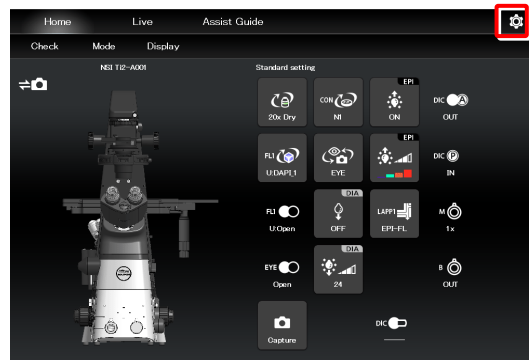 Home Live Assist Guide
Check Mode Display
NSI Ti2-A001
Standard setting
EPI
CON
DIC A
20x Dry N1 ON OUT
EPI
FL1
DIC P
U:DAPI_1 EYE IN
DIA
FL1
LAPP1
M
U:Open OFF EPI-FL 1x
DIA
EYE
B
Open 24 OUT
DIC
Capture